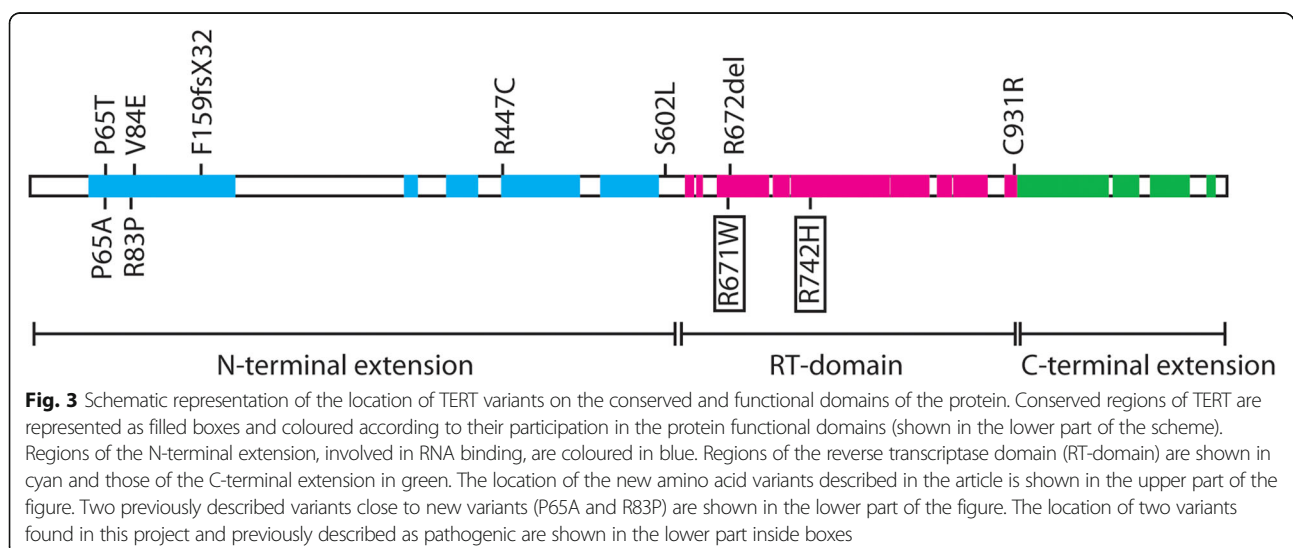 P65T
V84E
F159fsX32
R447C
S602L
R672del
C931R
P65A
R83P
R671W
R742H
N-terminal extension
RT-domain
C-terminal extension
Fig. 3 Schematic representation of the location of TERT variants on the conserved and functional domains of the protein. Conserved regions of TERT are
represented as filled boxes and coloured according to their participation in the protein functional domains (shown in the lower part of the scheme).
Regions of the N-terminal extension, involved in RNA binding, are coloured in blue. Regions of the reverse transcriptase domain (RT-domain) are shown in
cyan and those of the C-terminal extension in green. The location of the new amino acid variants described in the article is shown in the upper part of the
figure. Two previously described variants close to new variants (P65A and R83P) are shown in the lower part of the figure. The location of two variants
found in this project and previously described as pathogenic are shown in the lower part inside boxes